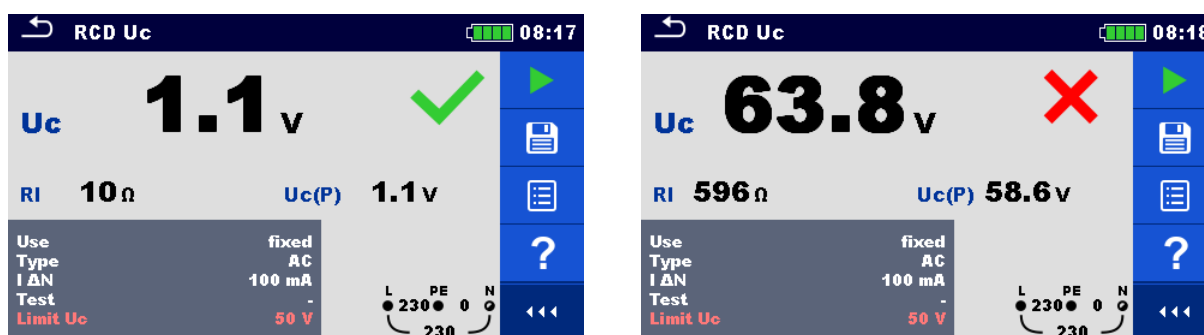 RCD Uc 08:17
Uc 1.1 V
RI 10 Ω Uc(P) 1.1 V
Use fixed
Type AC
I ΔN 100 mA
Test -
Limit Uc 50 V
L PE N
230 0
230
?
RCD Uc 08:18
Uc 63.8 V
RI 596 Ω Uc(P) 58.6 V
Use fixed
Type AC
I ΔN 100 mA
Test -
Limit Uc 50 V
L PE N
230 0
230
?